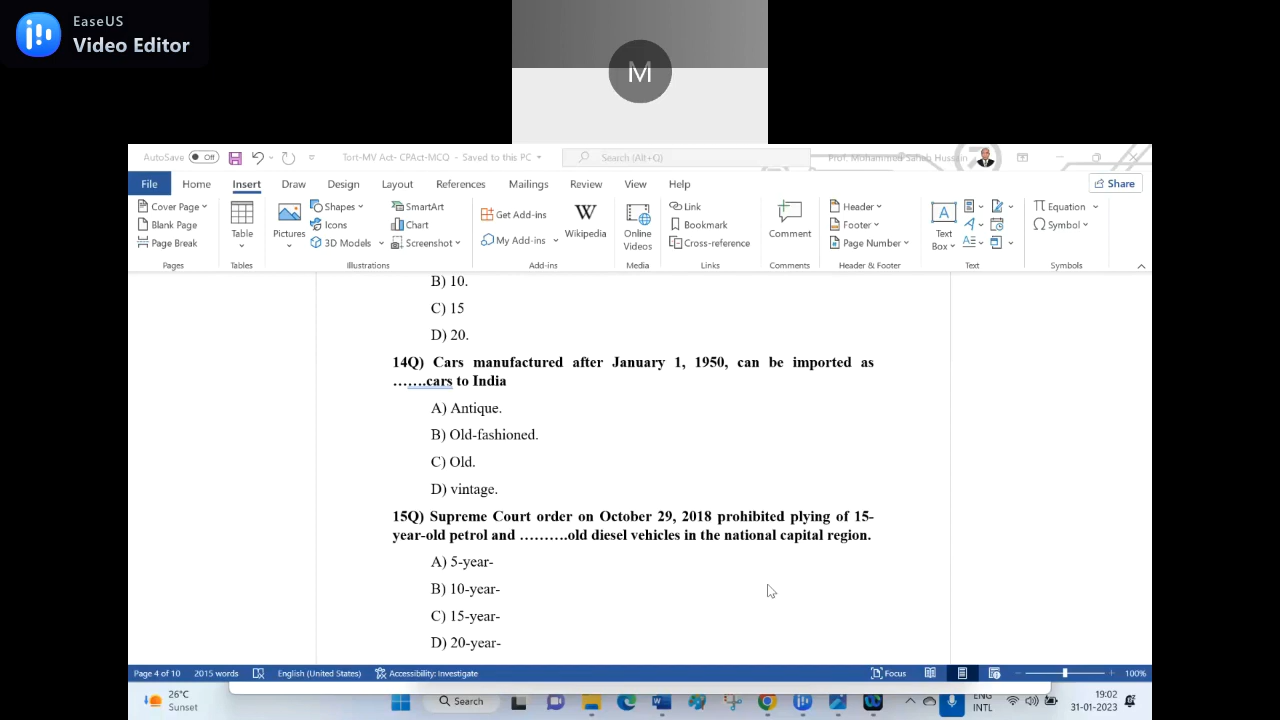 EaseUS
Video Editor
M
AutoSave Off Tort-MV Act- CPAct-MCQ - Saved to this PC Search (Alt+Q) Prof. Mohammed Saheb Hussain
File Home Insert Draw Design Layout References Mailings Review View Help Share
Cover Page Shapes SmartArt Get Add-ins Link Header Equation
Blank Page Table Pictures Icons Chart Wikipedia Online Bookmark Comment Footer Text Symbol
Page Break 3D Models Screenshot My Add-ins Videos Cross-reference Page Number Box
Pages Tables Illustrations Add-ins Media Links Comments Header & Footer Text Symbols
B) 10.
C) 15
D) 20.
14Q) Cars manufactured after January 1, 1950, can be imported as
…….cars to India
A) Antique.
B) Old-fashioned.
C) Old.
D) vintage.
15Q) Supreme Court order on October 29, 2018 prohibited plying of 15-
year-old petrol and ……….old diesel vehicles in the national capital region.
A) 5-year-
B) 10-year-
C) 15-year-
D) 20-year-
Page 4 of 10 2015 words English (United States) Accessibility: Investigate Focus 100%
26°C Search ENG 19:02
Sunset INTL 31-01-2023